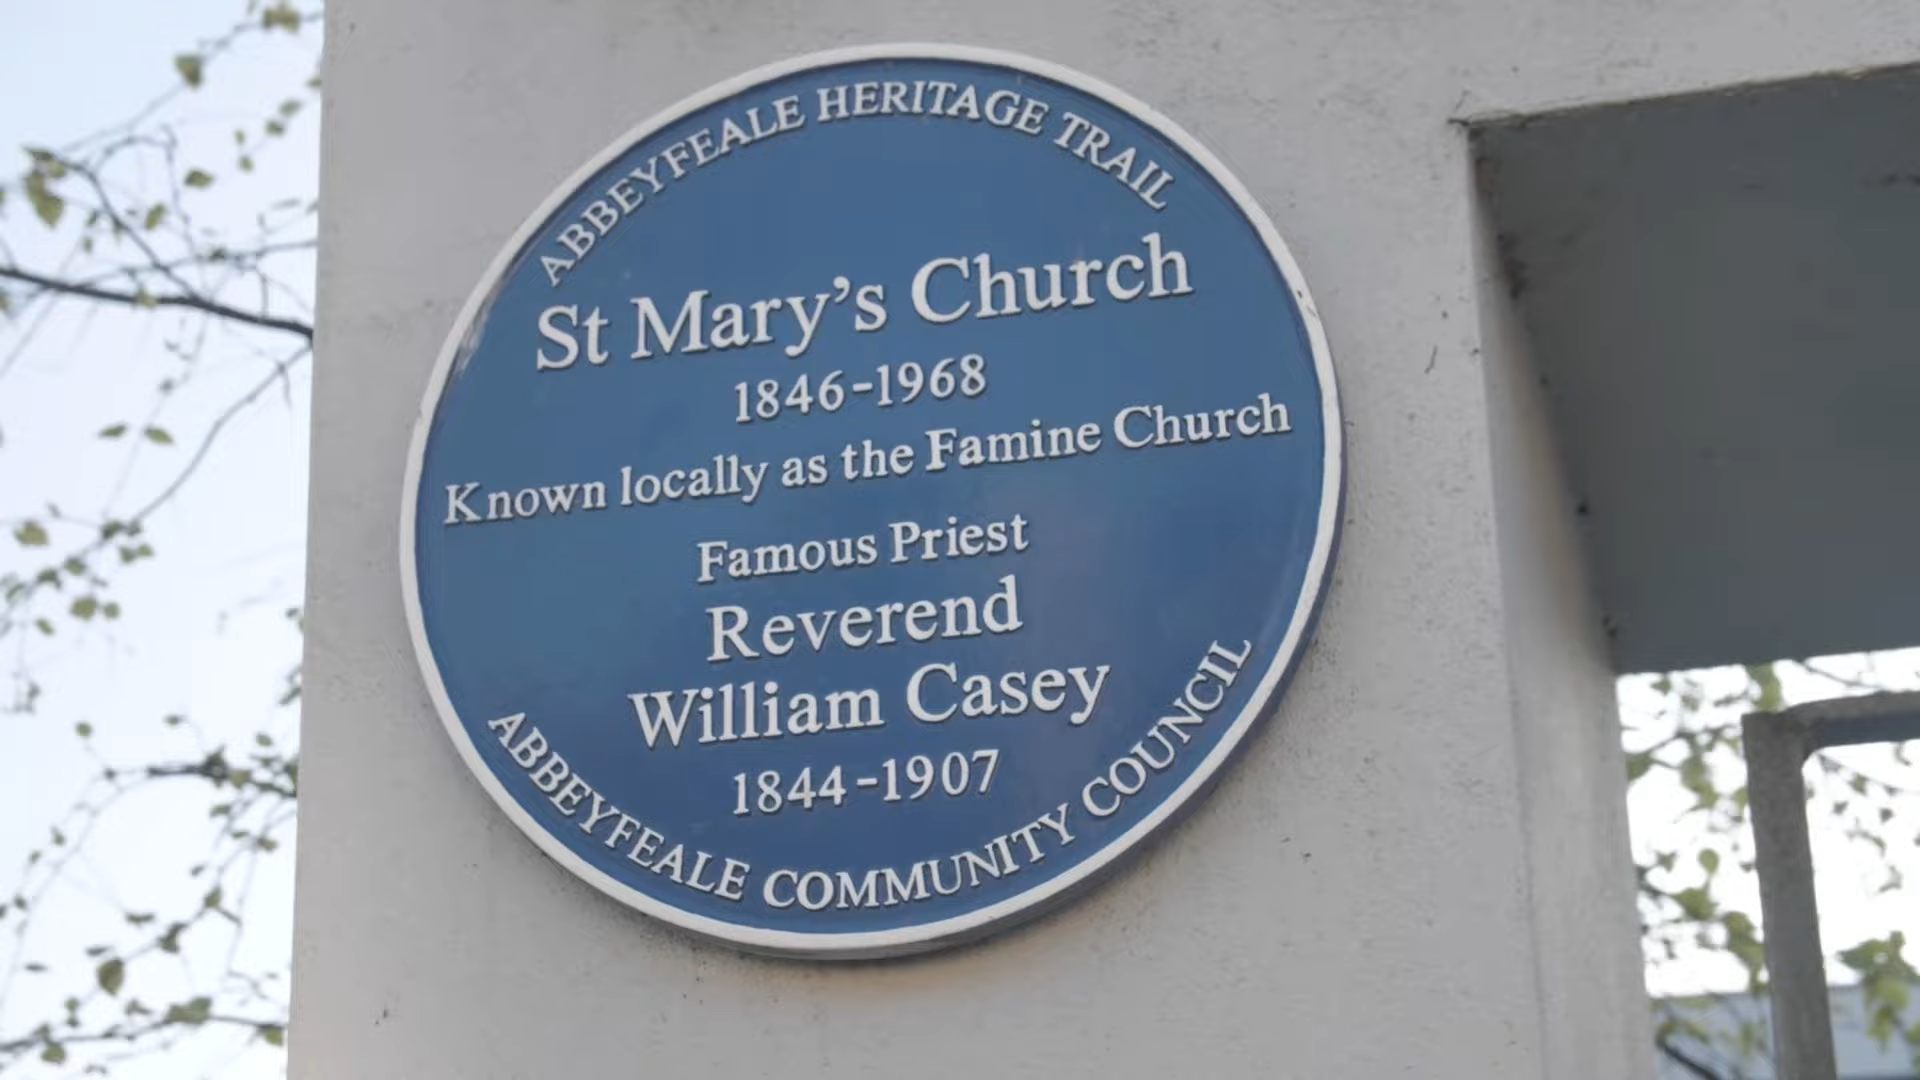 ABBEYFEALE HERITAGE TRAIL
St Mary's Church
1846-1968
Known locally as the Famine Church
Famous Priest
Reverend
William Casey
1844-1907
ABBEYFEALE COMMUNITY COUNCIL